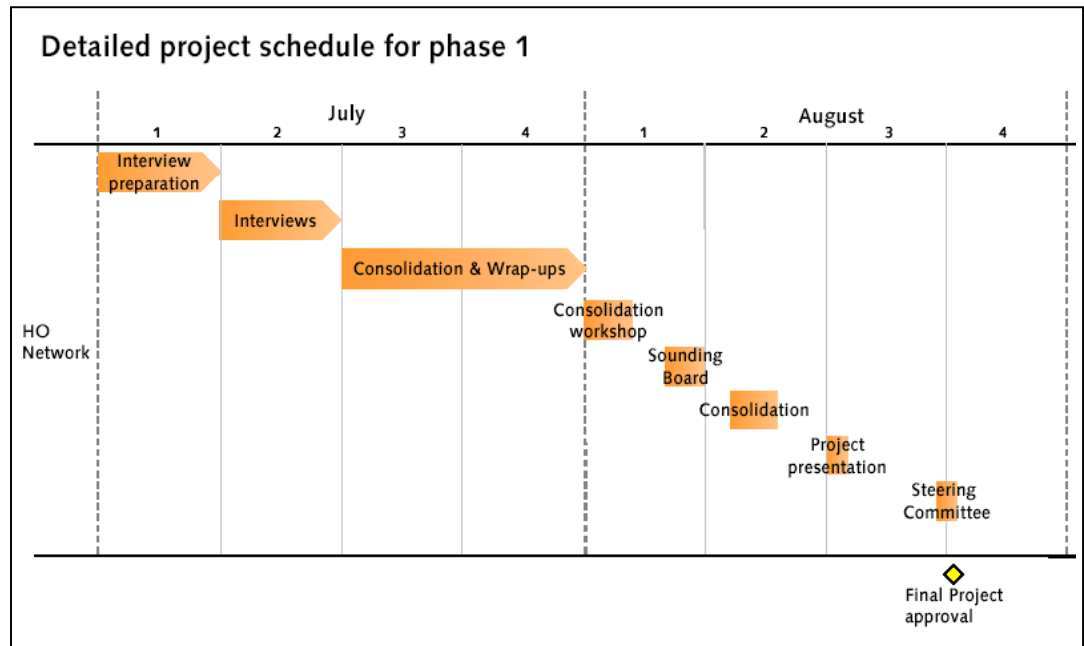 Detailed project schedule for phase 1
July
August
1
2
3
4
1
2
3
4
Interview
preparation
Interviews
Consolidation & Wrap-ups
Consolidation
workshop
HO
Network
Sounding
Board
Consolidation
Project
presentation
Steering
Committee
Final Project
approval